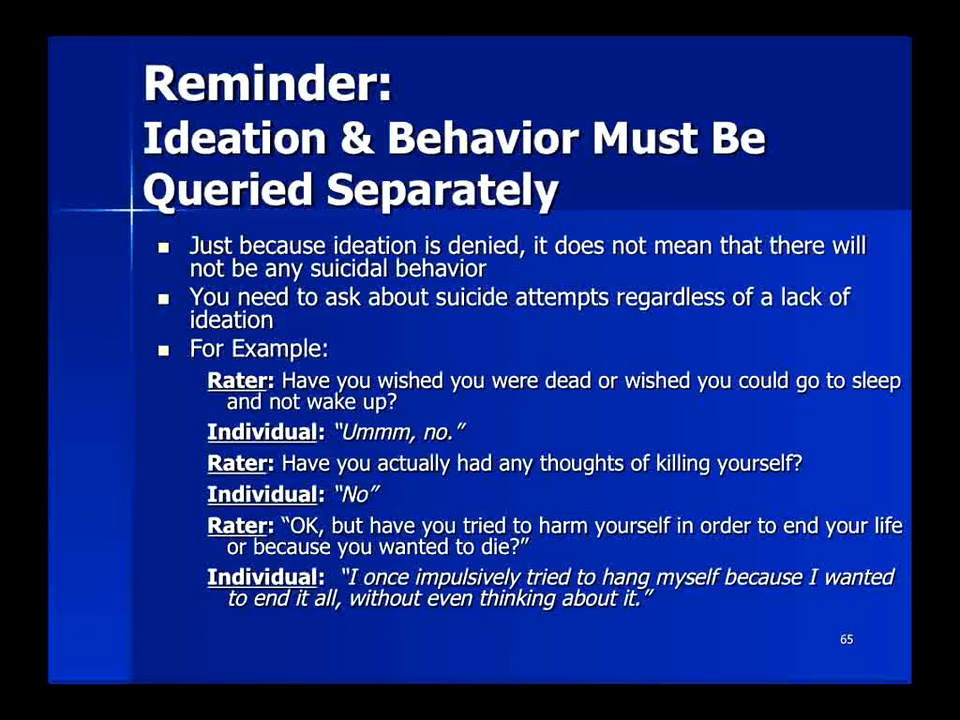 Reminder:
Ideation & Behavior Must Be
Queried Separately
Just because ideation is denied, it does not mean that there will
not be any suicidal behavior
You need to ask about suicide attempts regardless of a lack of
ideation
For Example:
Rater: Have you wished you were dead or wished you could go to sleep
and not wake up?
Individual: “Ummm, no.”
Rater: Have you actually had any thoughts of killing yourself?
Individual: “No”
Rater: “OK, but have you tried to harm yourself in order to end your life
or because you wanted to die?”
Individual: “I once impulsively tried to hang myself because I wanted
to end it all, without even thinking about it.”
65